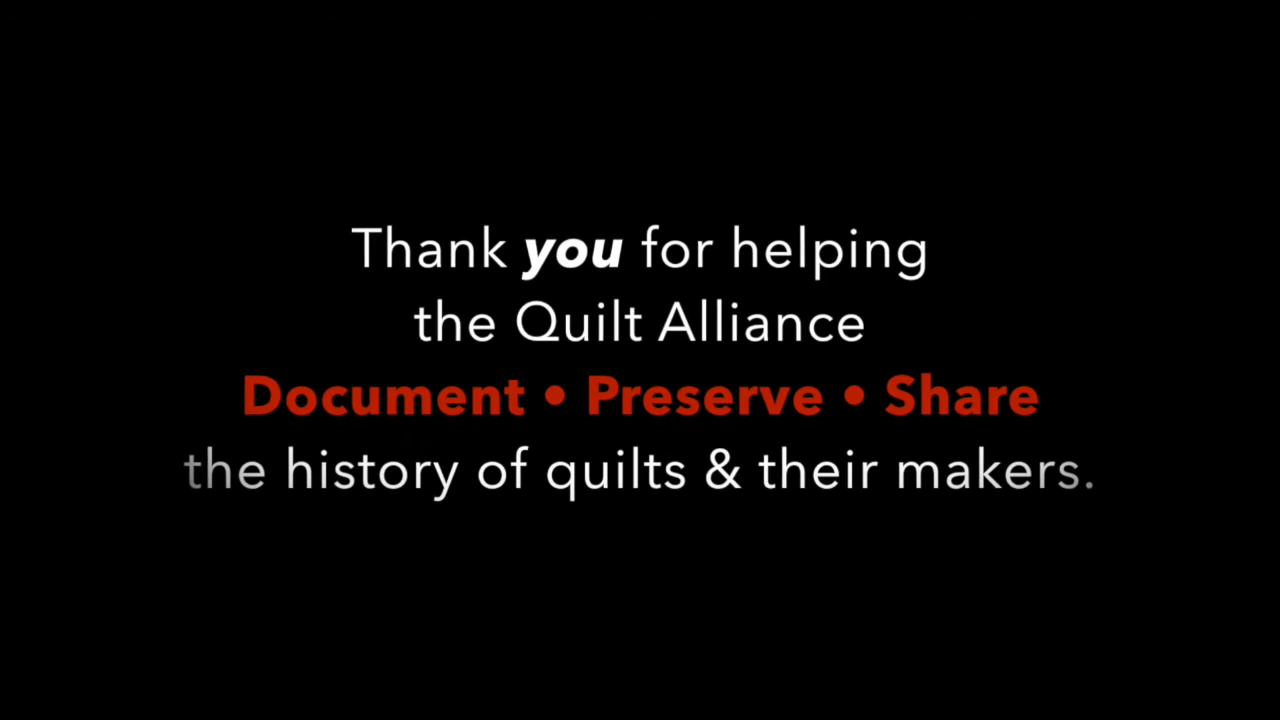 Thank you for helping
the Quilt Alliance
Document • Preserve • Share
the history of quilts & their makers.